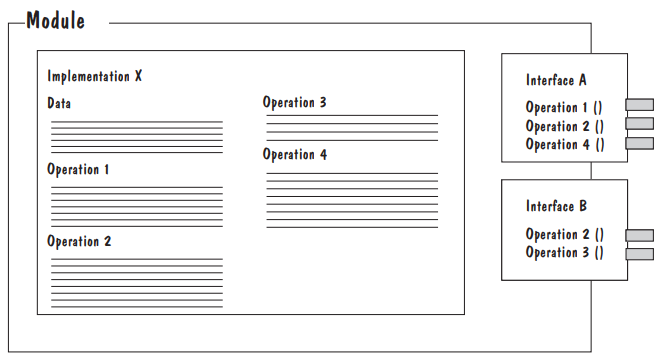 Module
Implementation X
Data
Operation 1
Operation 2
Operation 3
Operation 4
Interface A
Operation 1 ()
Operation 2 ()
Operation 4 ()
Interface B
Operation 2 ()
Operation 3 ()